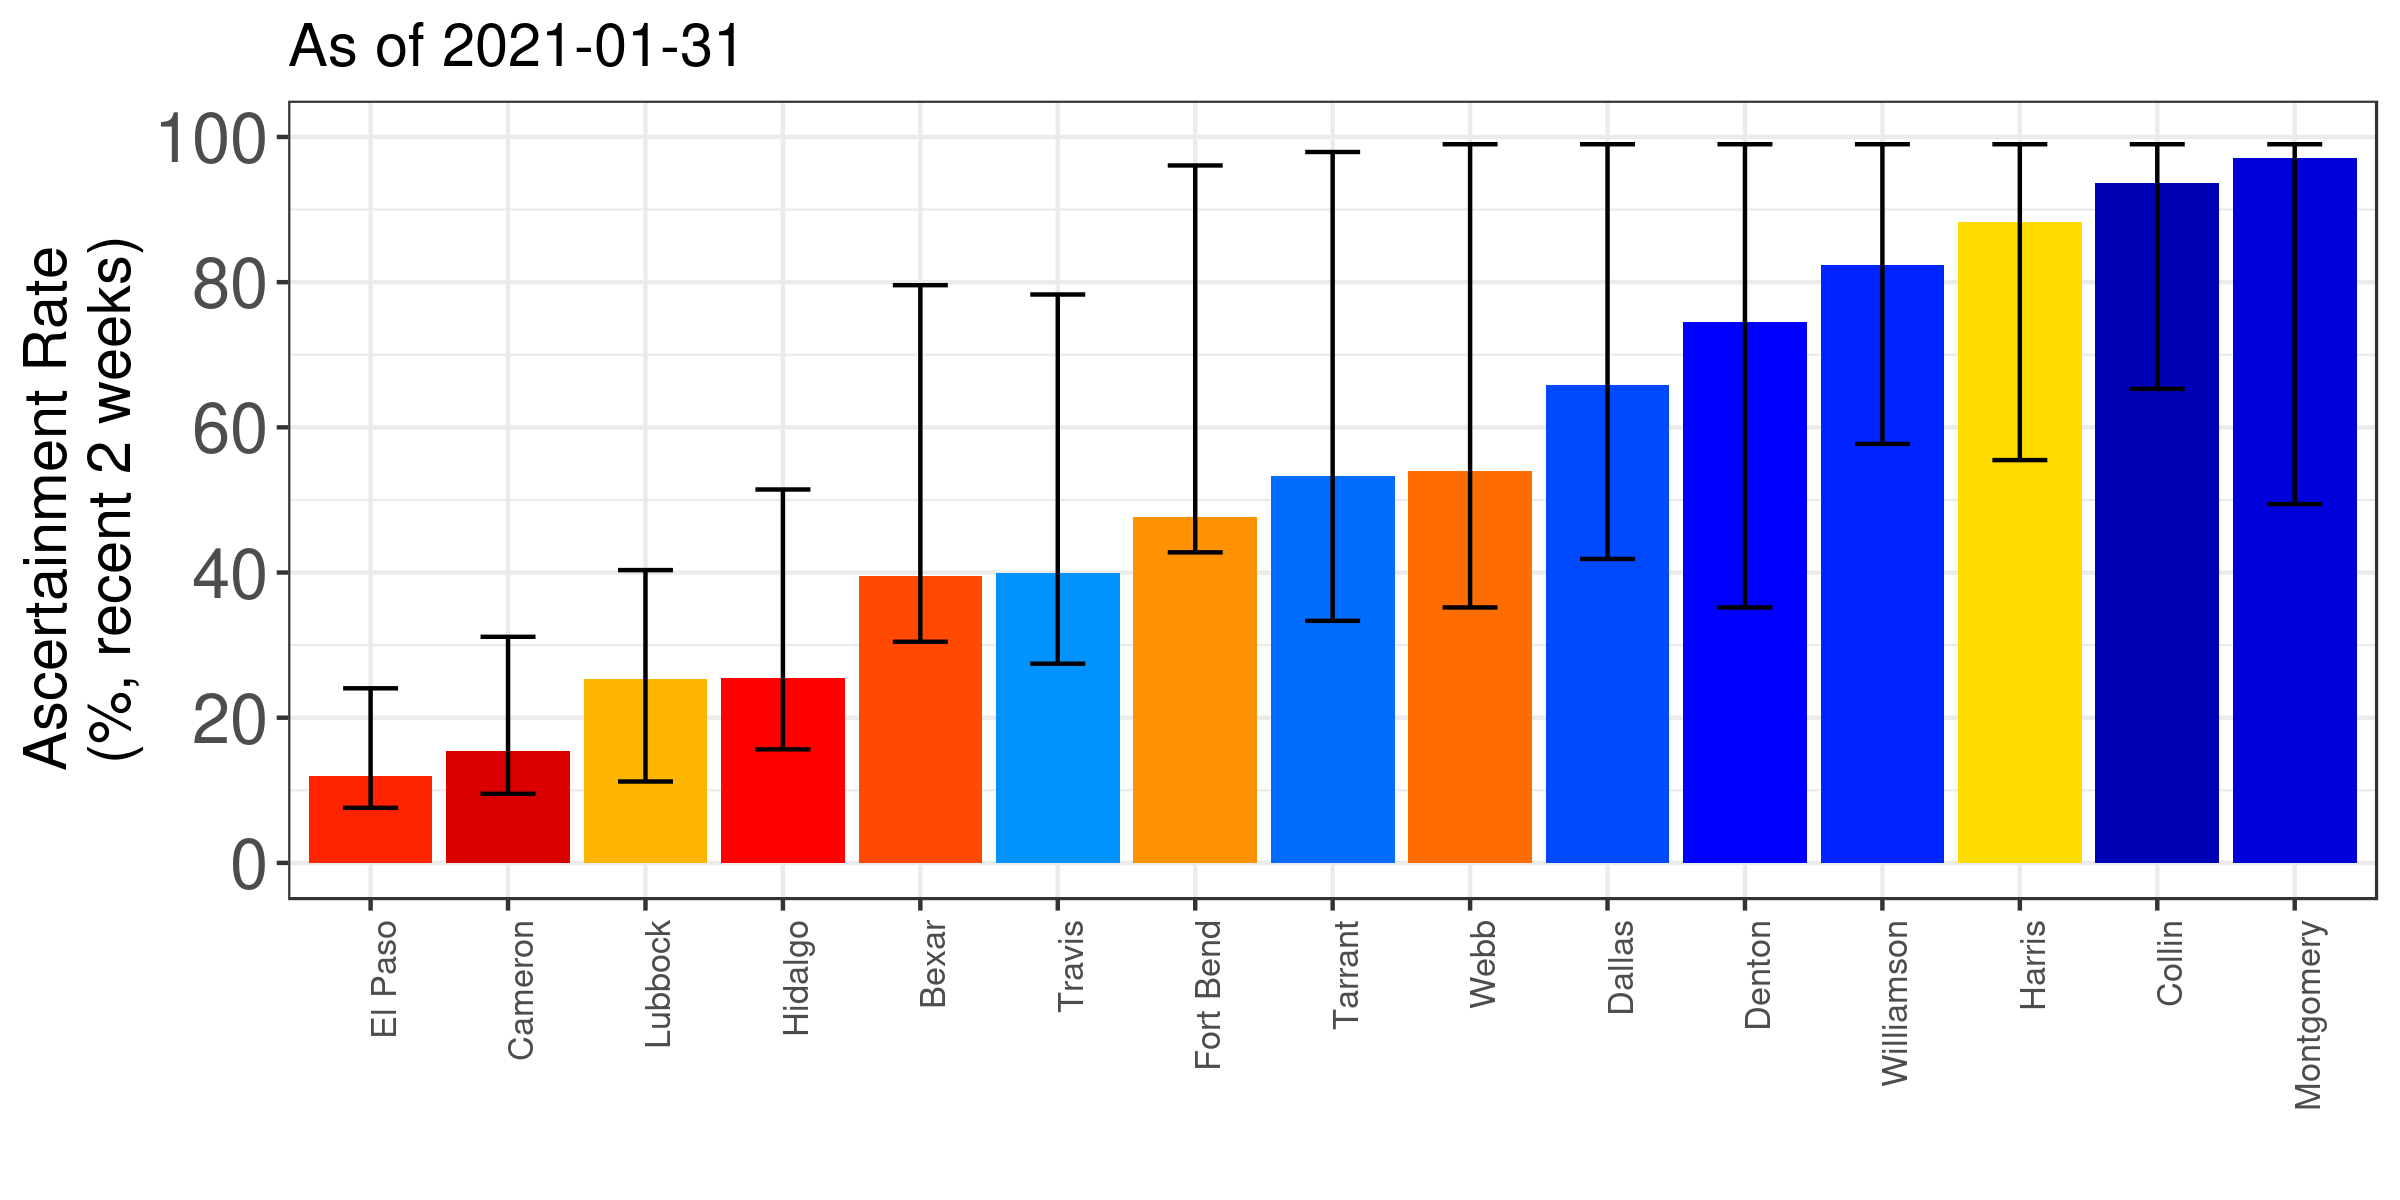 As of 2021-01-31
Ascertainment Rate
(%, recent 2 weeks)
100
80
60
40
20
0
El Paso
Cameron
Lubbock
Hidalgo
Bexar
Travis
Fort Bend
Tarrant
Webb
Dallas
Denton
Williamson
Harris
Collin
Montgomery